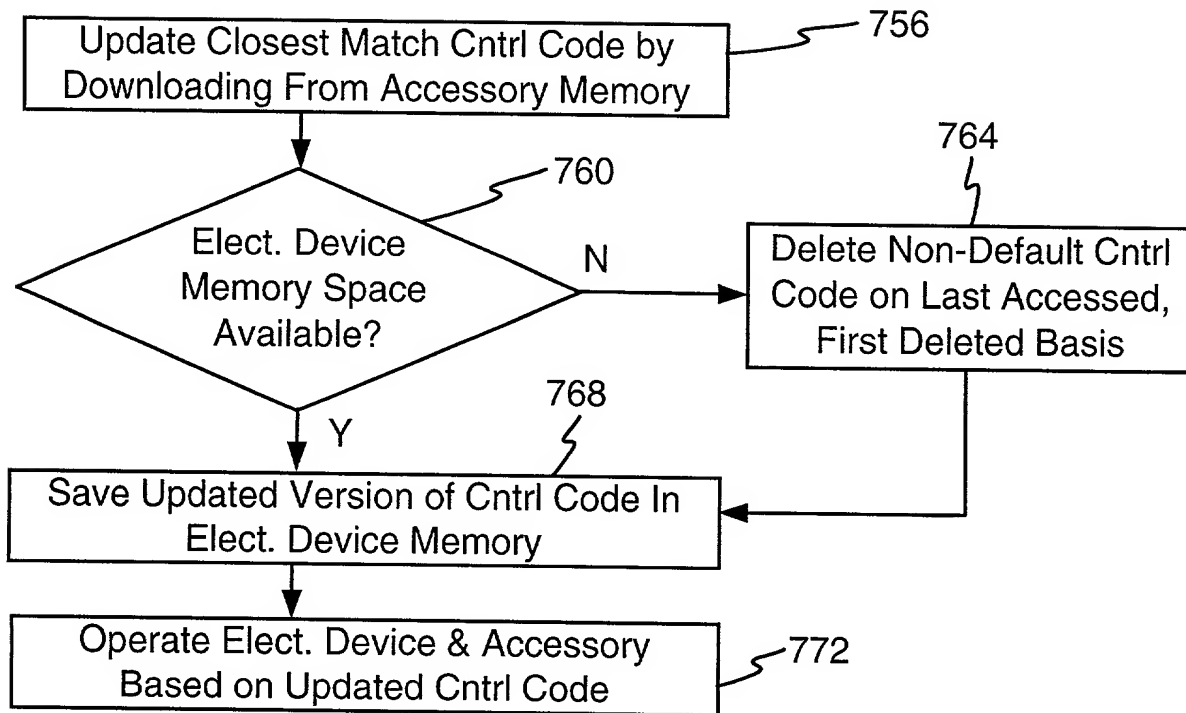 Update Closest Match Cntrl Code by
Downloading From Accessory Memory
756
760
Elect. Device
Memory Space
Available?
N
Y
764
Delete Non-Default Cntrl
Code on Last Accessed,
First Deleted Basis
768
Save Updated Version of Cntrl Code In
Elect. Device Memory
Operate Elect. Device & Accessory
Based on Updated Cntrl Code
772